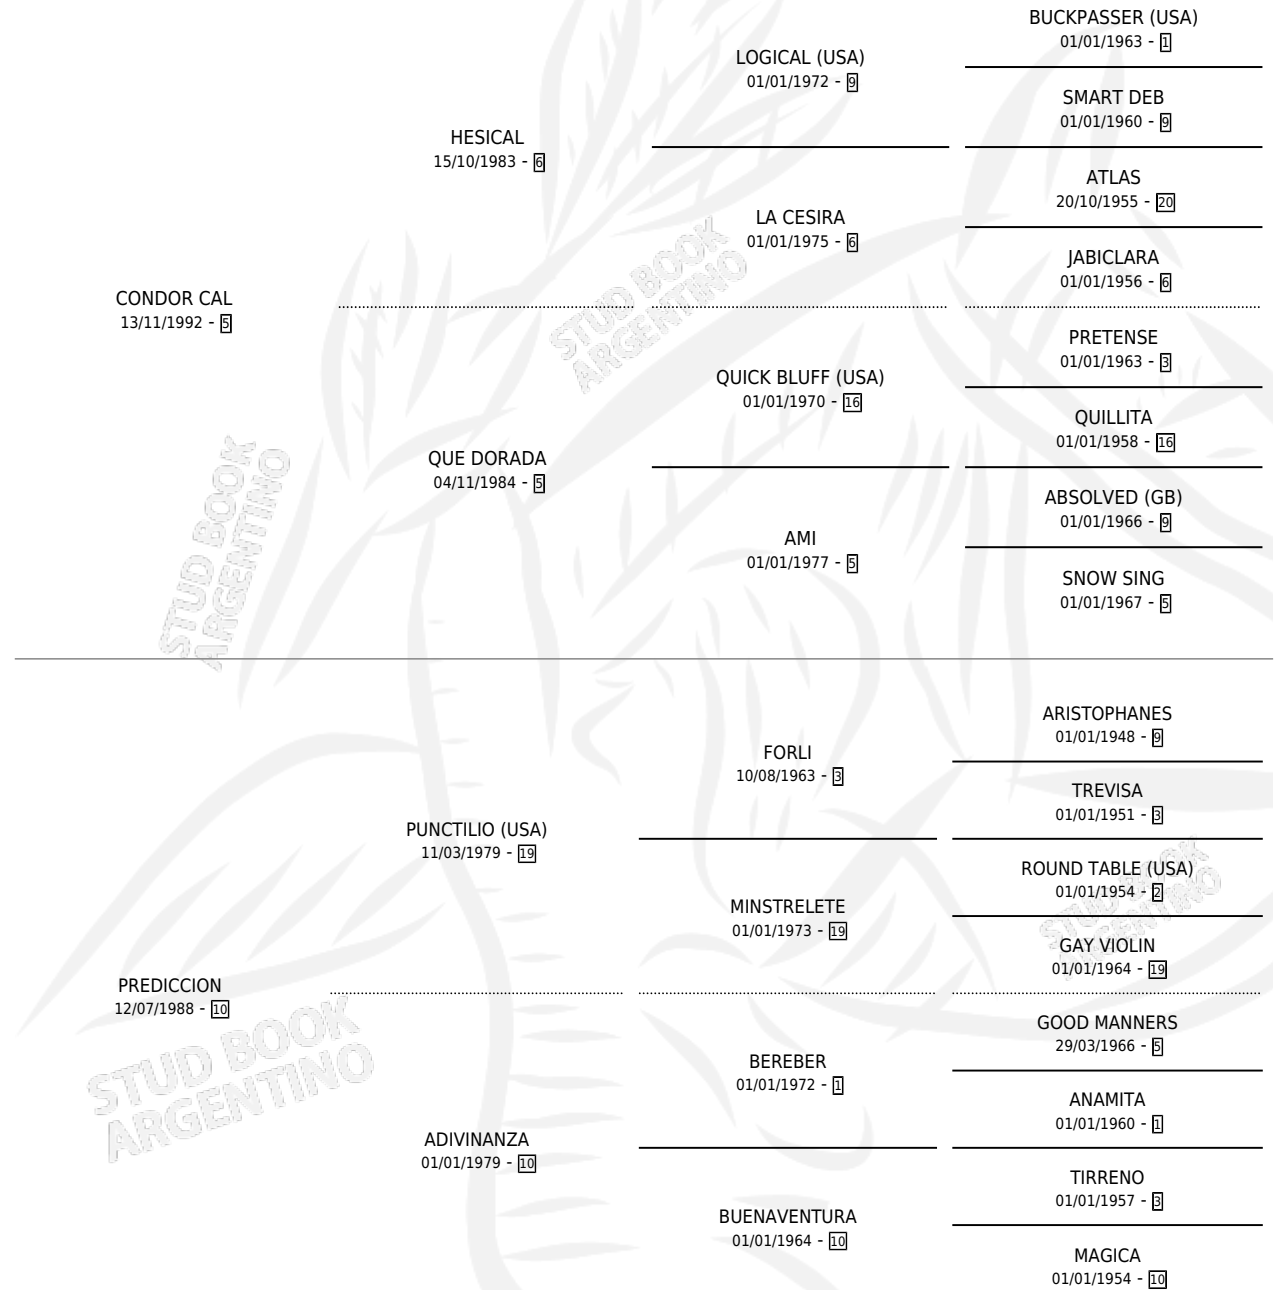 BUCKPASSER (USA)
01/01/1963 - 1
LOGICAL (USA)
01/01/1972 - 9
SMART DEB
01/01/1960 - 9
HESICAL
15/10/1983 - 6
ATLAS
20/10/1955 - 20
LA CESIRA
01/01/1975 - 6
JABICLARA
01/01/1956 - 6
CONDOR CAL
13/11/1992 - 5
PRETENSE
01/01/1963 - 3
QUICK BLUFF (USA)
01/01/1970 - 16
QUILLITA
01/01/1958 - 16
QUE DORADA
04/11/1984 - 5
ABSOLVED (GB)
01/01/1966 - 9
AMI
01/01/1977 - 5
SNOW SING
01/01/1967 - 5
STUD BOOK
ARGENTINO
STUD BOOK
ARGENTINO
ARISTOPHANES
01/01/1948 - 9
FORLI
10/08/1963 - 3
TREVISA
01/01/1951 - 3
PUNCTILIO (USA)
11/03/1979 - 19
ROUND TABLE (USA)
01/01/1954 - 2
MINSTRELETE
01/01/1973 - 19
GAY VIOLIN
01/01/1964 - 19
STUD BOOK
ARGENTINO
PREDICCION
12/07/1988 - 10
GOOD MANNERS
29/03/1966 - 5
BEREBER
01/01/1972 - 1
ANAMITA
01/01/1960 - 1
ADIVINANZA
01/01/1979 - 10
TIRRENO
01/01/1957 - 3
BUENAVENTURA
01/01/1964 - 10
MAGICA
01/01/1954 - 10
STUD BOOK
ARGENTINO